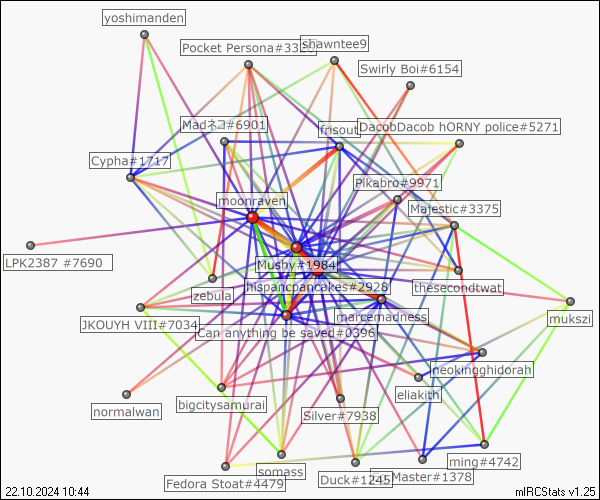 yoshimanden
Pocket Persona#332
shawntee9
Swirly Boi#6154
Madネコ#6901
frisout
DacobDacob hORNY police#5271
Cypha#1717
Pikabro#9971
moonraven
Majestic#3375
LPK2387 #7690
Mushy#1984
hispancpancakes#2928
thesecondtwat
zebula
marcemadness
mukszi
JKOUYH VIII#7034
Can anything be saved#0396
neokingghidorah
eliakith
normalwan
bigcitysamurai
Silver#7938
ming#4742
somass
Fedora Stoat#4479
Duck#1245
Master#1378
22.10.2024 10:44
mIRCStats v1.25